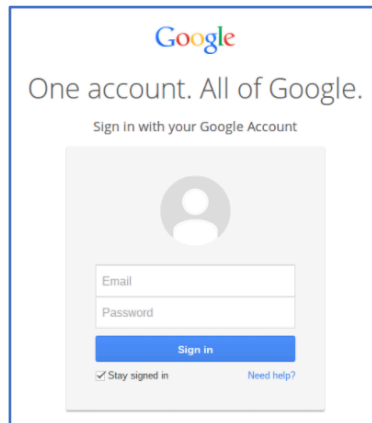 Google
One account. All of Google.
Sign in with your Google Account
Email
Password
Sign in
Stay signed in Need help?